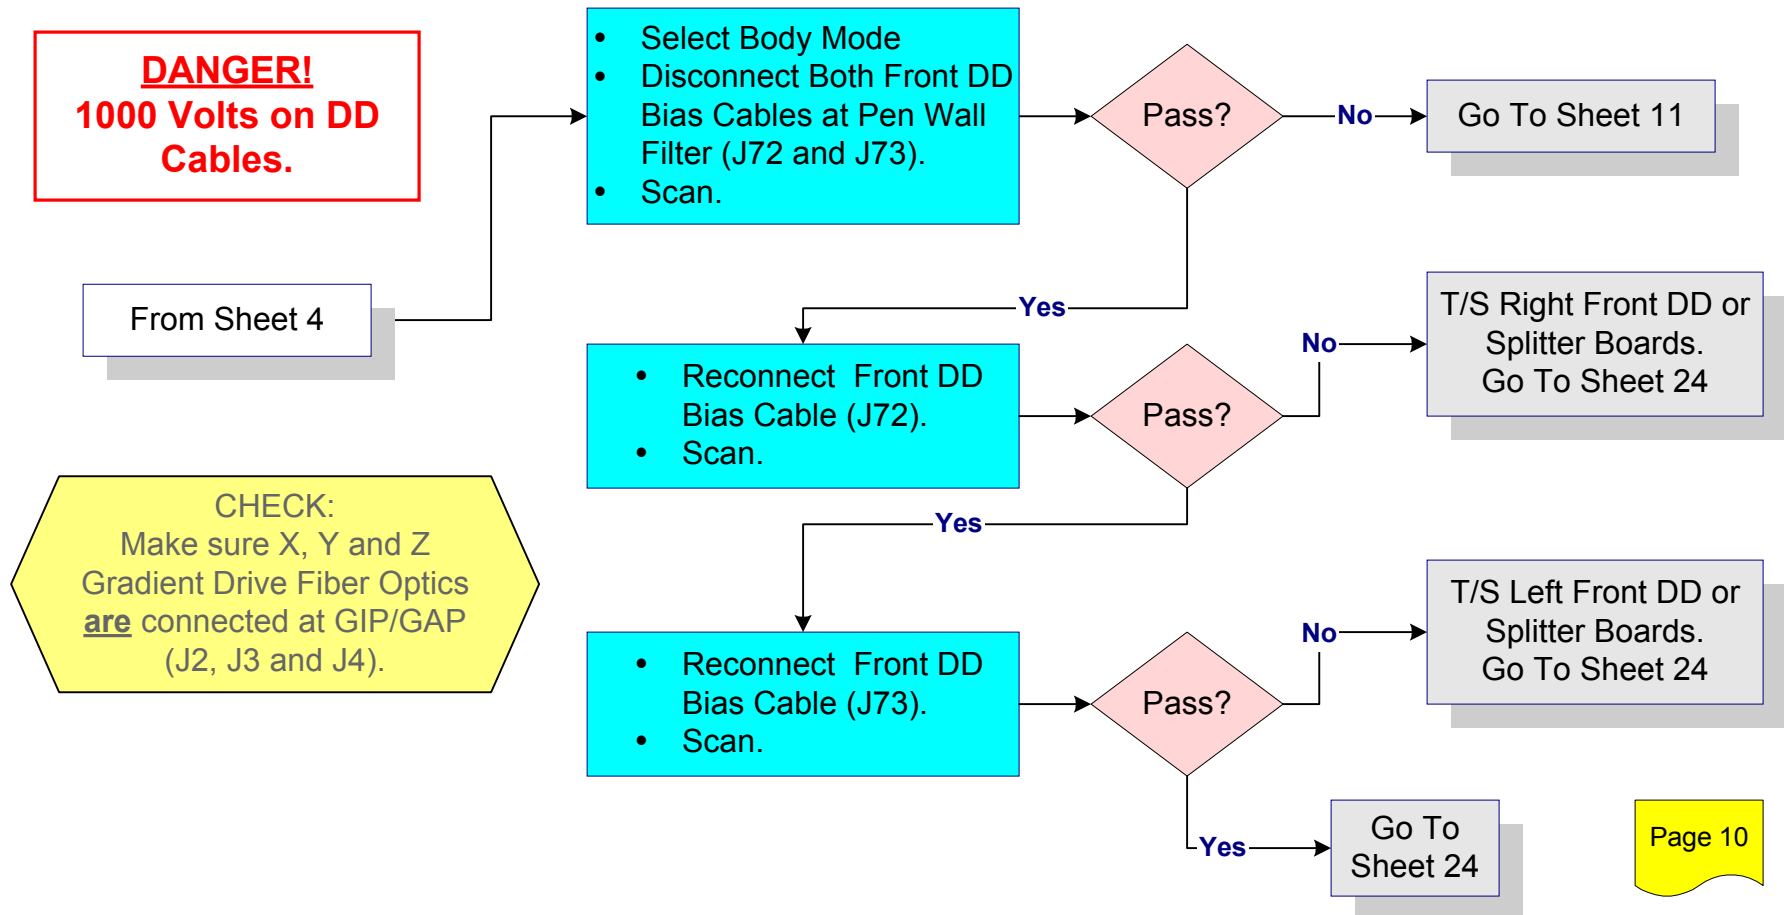 DANGER!
1000 Volts on DD
Cables.
• Select Body Mode
• Disconnect Both Front DD
Bias Cables at Pen Wall
Filter (J72 and J73).
• Scan.
Pass?
No
Go To Sheet 11
From Sheet 4
Yes
• Reconnect Front DD
Bias Cable (J72).
• Scan.
Pass?
No
T/S Right Front DD or
Splitter Boards.
Go To Sheet 24
CHECK:
Make sure X, Y and Z
Gradient Drive Fiber Optics
are connected at GIP/GAP
(J2, J3 and J4).
Yes
• Reconnect Front DD
Bias Cable (J73).
• Scan.
Pass?
No
T/S Left Front DD or
Splitter Boards.
Go To Sheet 24
Yes
Go To
Sheet 24
Page 10